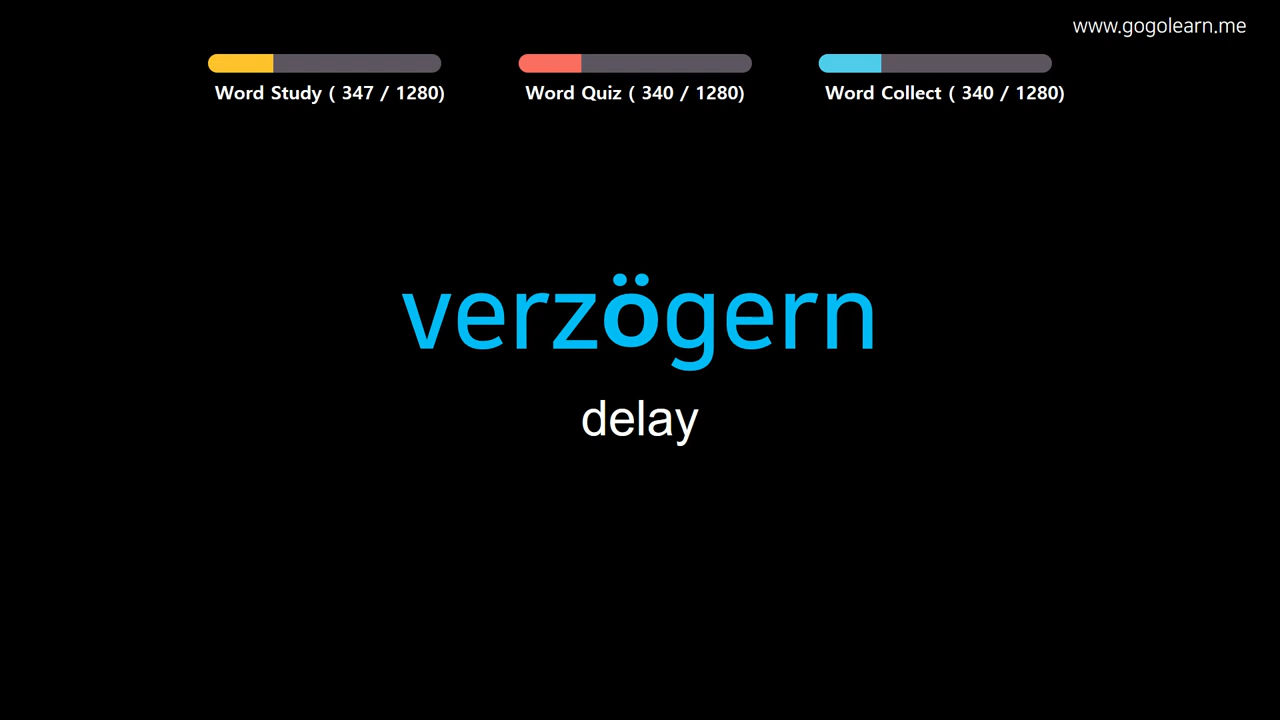 www.gogolearn.me
Word Study ( 347 / 1280)
Word Quiz ( 340 / 1280)
Word Collect ( 340 / 1280)
verzögern
delay